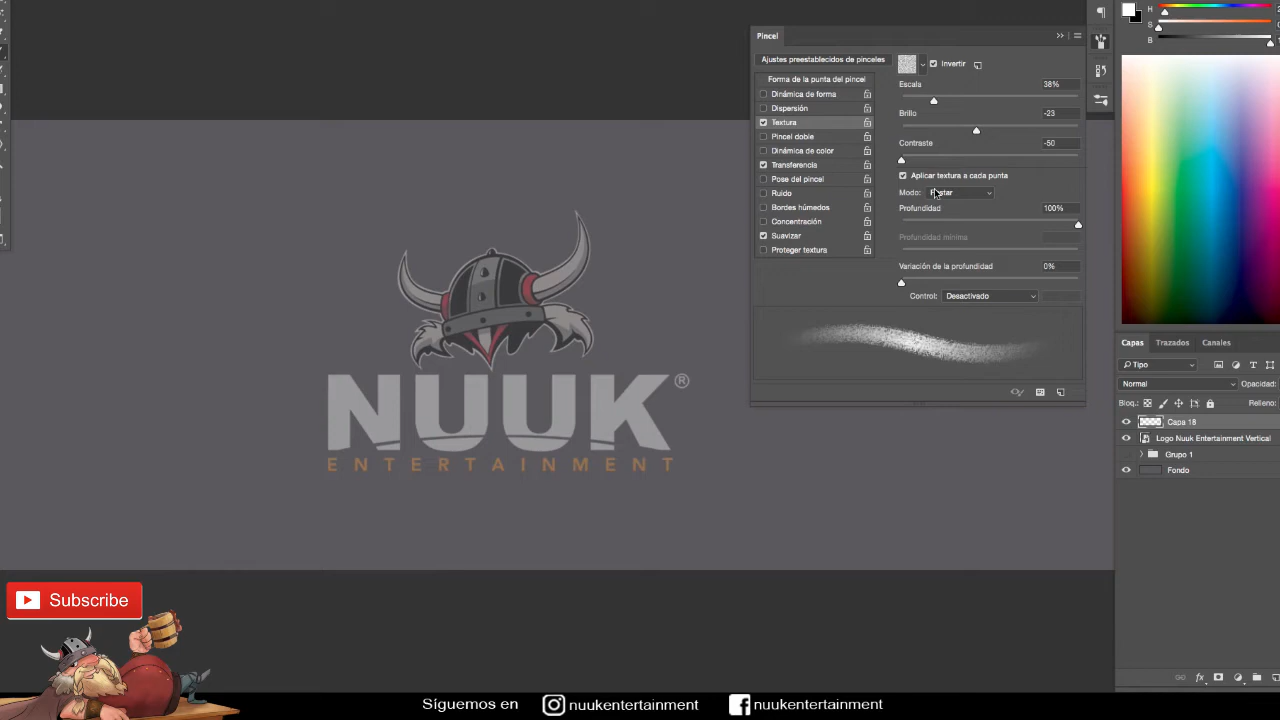 Pincel
Ajustes preestablecidos de pinceles
Invertir
Forma de la punta del pincel
Escala 38%
Dinámica de forma
Dispersión
Brillo -23
Textura
Pincel doble
Contraste -50
Dinámica de color
Transferencia
Aplicar textura a cada punta
Pose del pincel
Ruido
Modo:
Bordes húmedos
Profundidad 100%
Concentración
Suavizar
Profundidad mínima
Proteger textura
Variación de la profundidad 0%
Control: Desactivado
H
S
B
Capas Trazados Canales
Tipo
Normal Opacidad:
Bloq.: Relleno:
Capa 18
Logo Nuuk Entertainment Vertical
Grupo 1
Fondo
fx
NUUK®
ENTERTAINMENT
Subscribe
Síguemos en nuukentertainment nuukentertainment